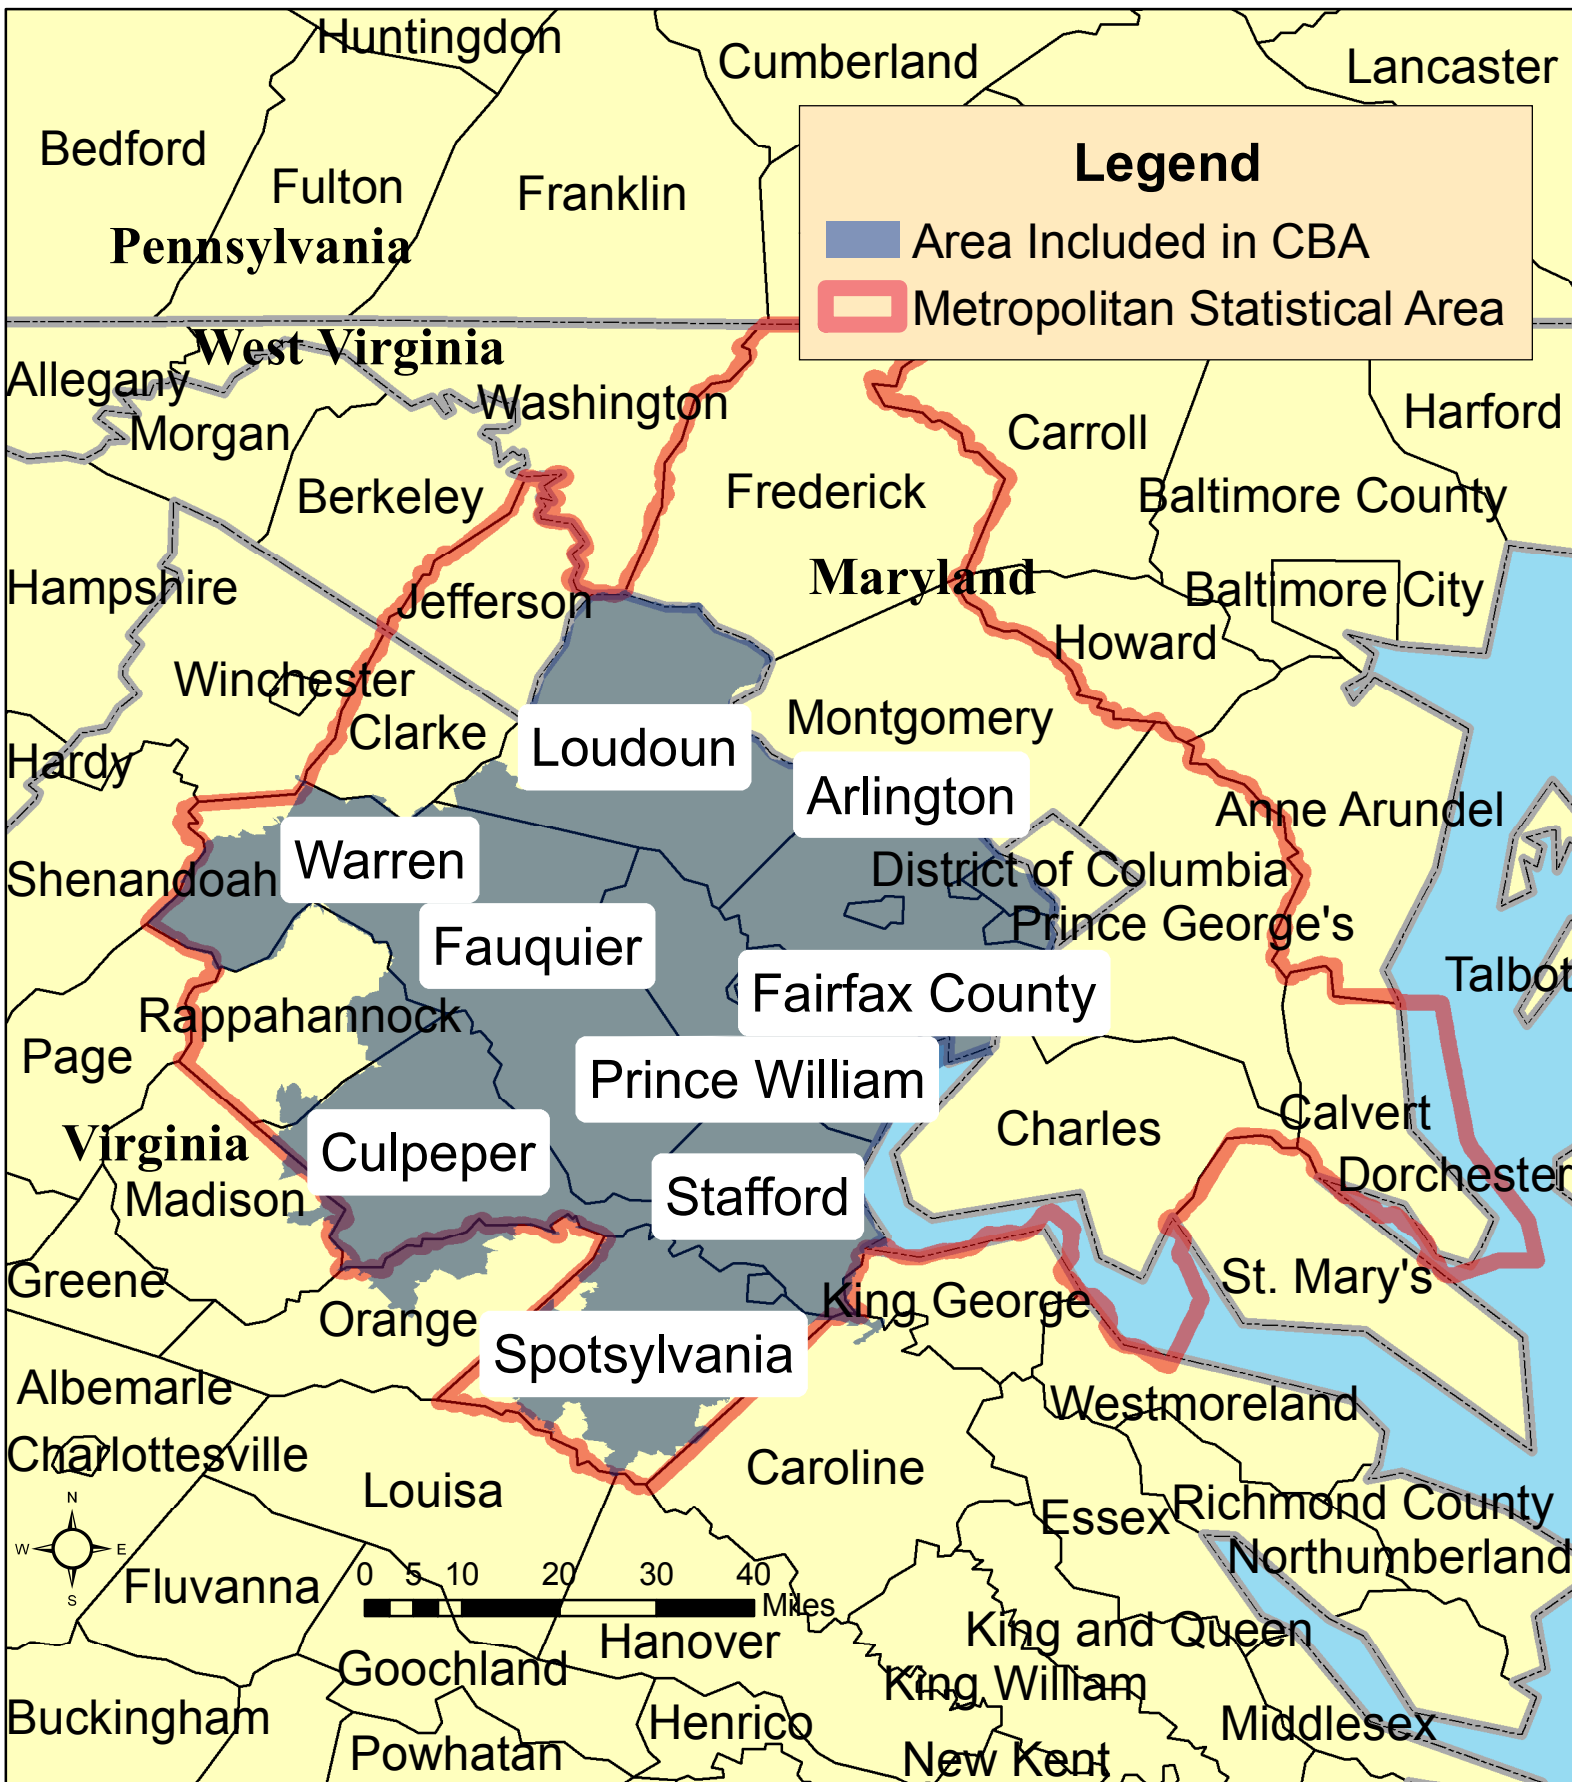 Huntingdon
Cumberland
Lancaster
Bedford
Fulton
Franklin
Pennsylvania
Legend
Area Included in CBA
Metropolitan Statistical Area
West Virginia
Allegany
Washington
Harford
Morgan
Carroll
Berkeley
Frederick
Baltimore County
Maryland
Hampshire
Jefferson
Baltimore City
Howard
Winchester
Clarke
Montgomery
Hardy
Loudoun
Arlington
Anne Arundel
Warren
Shenandoah
District of Columbia
Prince George's
Fauquier
Talbot
Fairfax County
Rappahannock
Page
Prince William
Charles
Calvert
Virginia
Culpeper
Dorchester
Madison
Stafford
Greene
St. Mary's
King George
Orange
Spotsylvania
Albemarle
Westmoreland
Charlottesville
Caroline
Louisa
Richmond County
Essex
Northumberland
N
W E
S
Fluvanna
0 5 10 20 30 40
Miles
King and Queen
Hanover
Goochland
King William
Buckingham
Henrico
Middlesex
Powhatan
New Kent